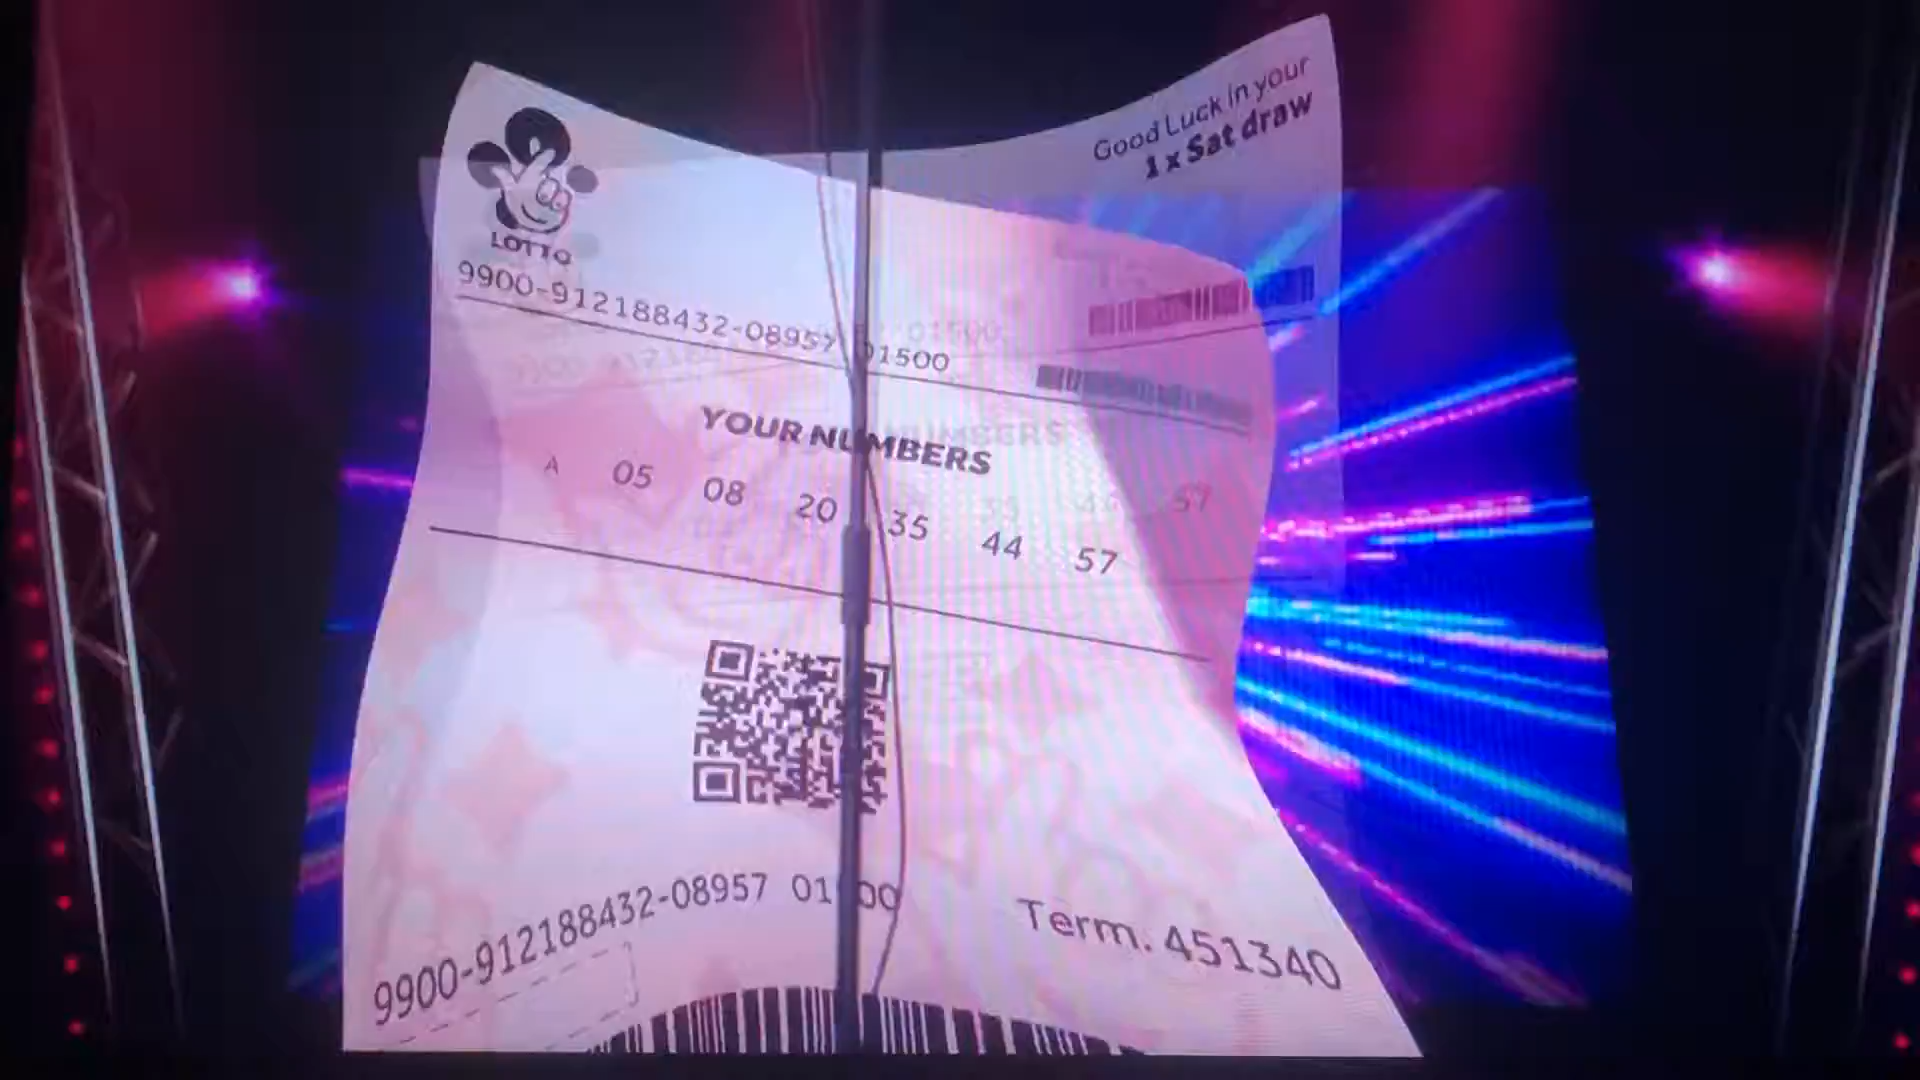 Good Luck in your
1 x Sat draw
LOTTO
9900-912188432-08957 01500
YOUR NUMBERS
A 05 08 20 35 44 57
9900-912188432-08957 01500
Term. 451340